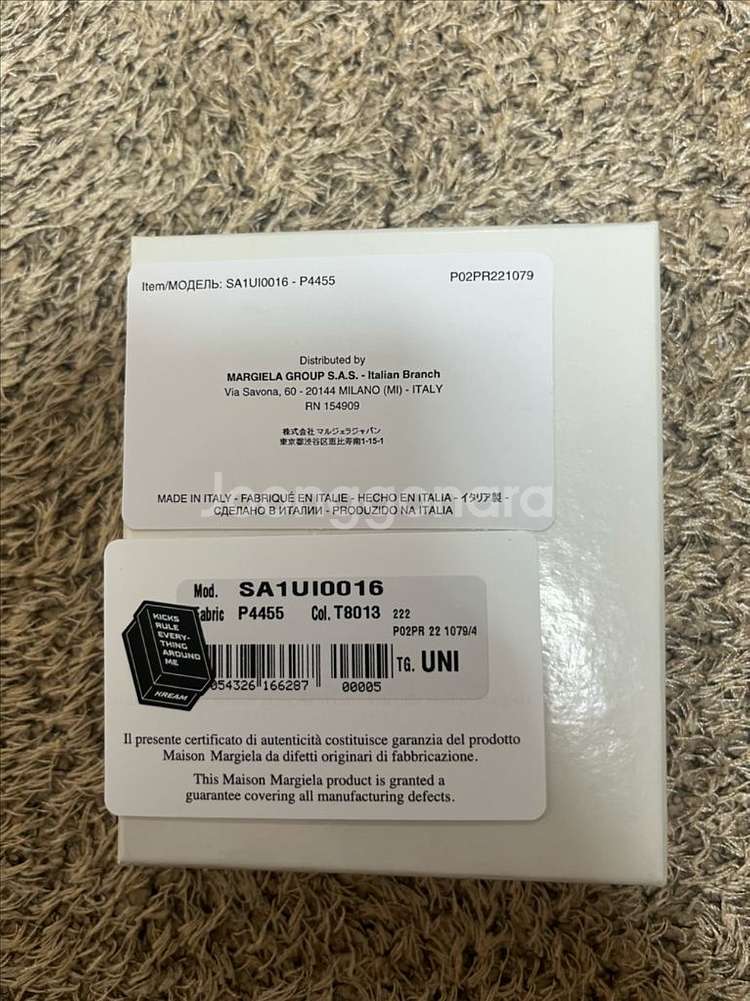 Item/МОДЕЛЬ: SA1UI0016 - P4455 P02PR221079
Distributed by
MARGIELA GROUP S.A.S. - Italian Branch
Via Savona, 60 - 20144 MILANO (MI) - ITALY
RN 154909
株式会社 マルジェラジャパン
東京都渋谷区恵比寿南1-15-1
Joonggonara
MADE IN ITALY - FABRIQUÉ EN ITALIE - HECHO EN ITALIA - イタリア製 -
СДЕЛАНО В ИТАЛИИ - PRODUZIDO NA ITALIA
Mod. SA1UI0016
Fabric P4455 Col. T8013 222
P02PR 22 1079/4
TG. UNI
054326 166287 00005
KICKS
RULE
EVERY-
THING
AROUND
ME
KREAM
Il presente certificato di autenticità costituisce garanzia del prodotto
Maison Margiela da difetti originari di fabbricazione.
This Maison Margiela product is granted a
guarantee covering all manufacturing defects.